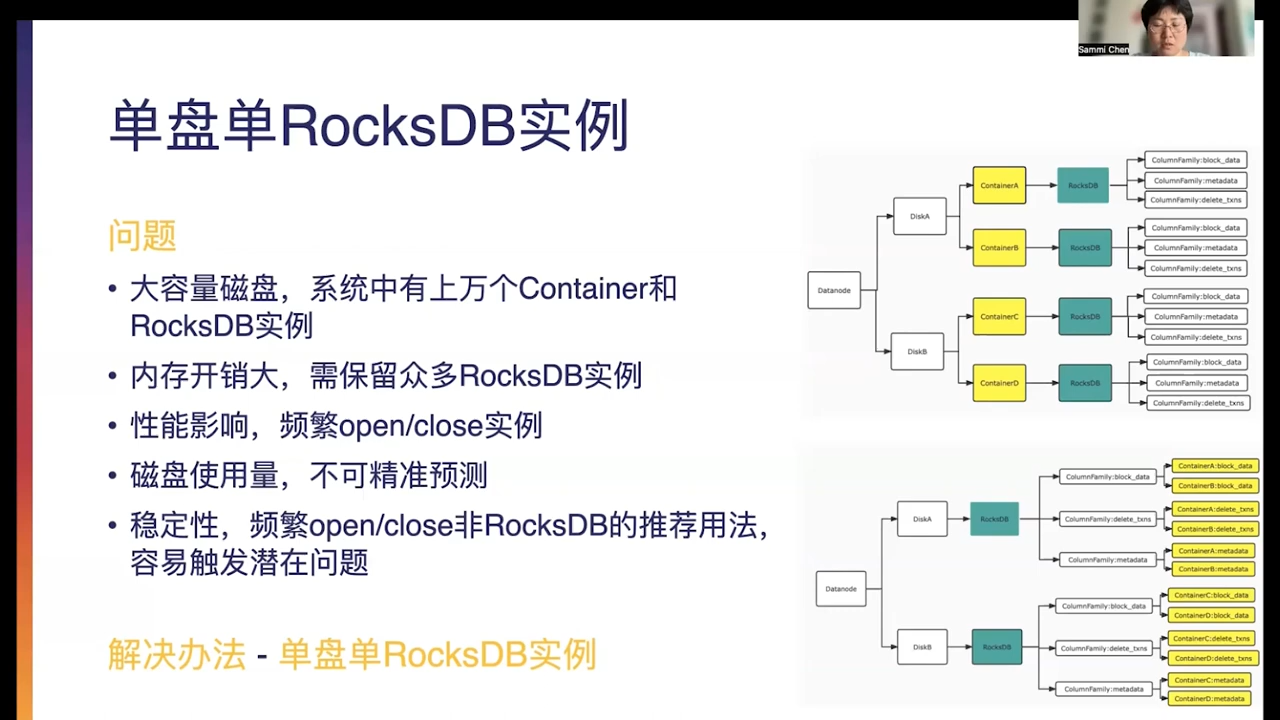 Sammi Chen
单盘单RocksDB实例
问题
• 大容量磁盘，系统中有上万个Container和
RocksDB实例
• 内存开销大，需保留众多RocksDB实例
• 性能影响，频繁open/close实例
• 磁盘使用量，不可精准预测
• 稳定性，频繁open/close非RocksDB的推荐用法，
容易触发潜在问题
解决办法 - 单盘单RocksDB实例
Datanode
DiskA
DiskB
ContainerA
ContainerB
ContainerC
ContainerD
RocksDB
RocksDB
RocksDB
RocksDB
ColumnFamily:block_data
ColumnFamily:metadata
ColumnFamily:delete_txns
ColumnFamily:block_data
ColumnFamily:metadata
ColumnFamily:delete_txns
ColumnFamily:block_data
ColumnFamily:metadata
ColumnFamily:delete_txns
ColumnFamily:block_data
ColumnFamily:metadata
ColumnFamily:delete_txns
Datanode
DiskA
DiskB
RocksDB
RocksDB
ColumnFamily:block_data
ColumnFamily:delete_txns
ColumnFamily:metadata
ColumnFamily:block_data
ColumnFamily:delete_txns
ColumnFamily:metadata
ContainerA:block_data
ContainerB:block_data
ContainerA:delete_txns
ContainerB:delete_txns
ContainerA:metadata
ContainerB:metadata
ContainerC:block_data
ContainerD:block_data
ContainerC:delete_txns
ContainerD:delete_txns
ContainerC:metadata
ContainerD:metadata